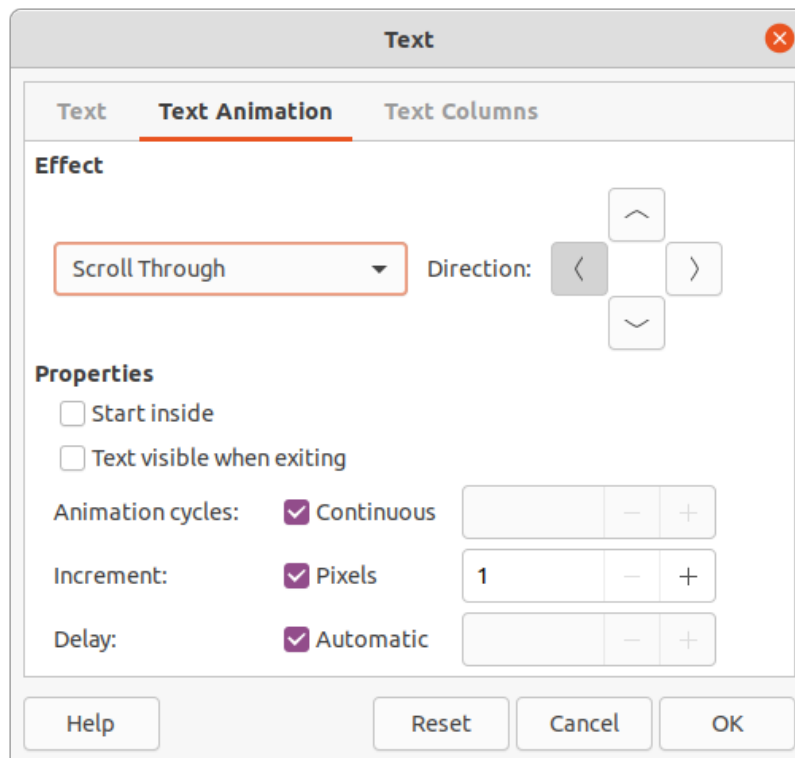 Text
Text Text Animation Text Columns
Effect
Scroll Through Direction:
Properties
Start inside
Text visible when exiting
Animation cycles: Continuous
Increment: Pixels 1
Delay: Automatic
Help Reset Cancel OK